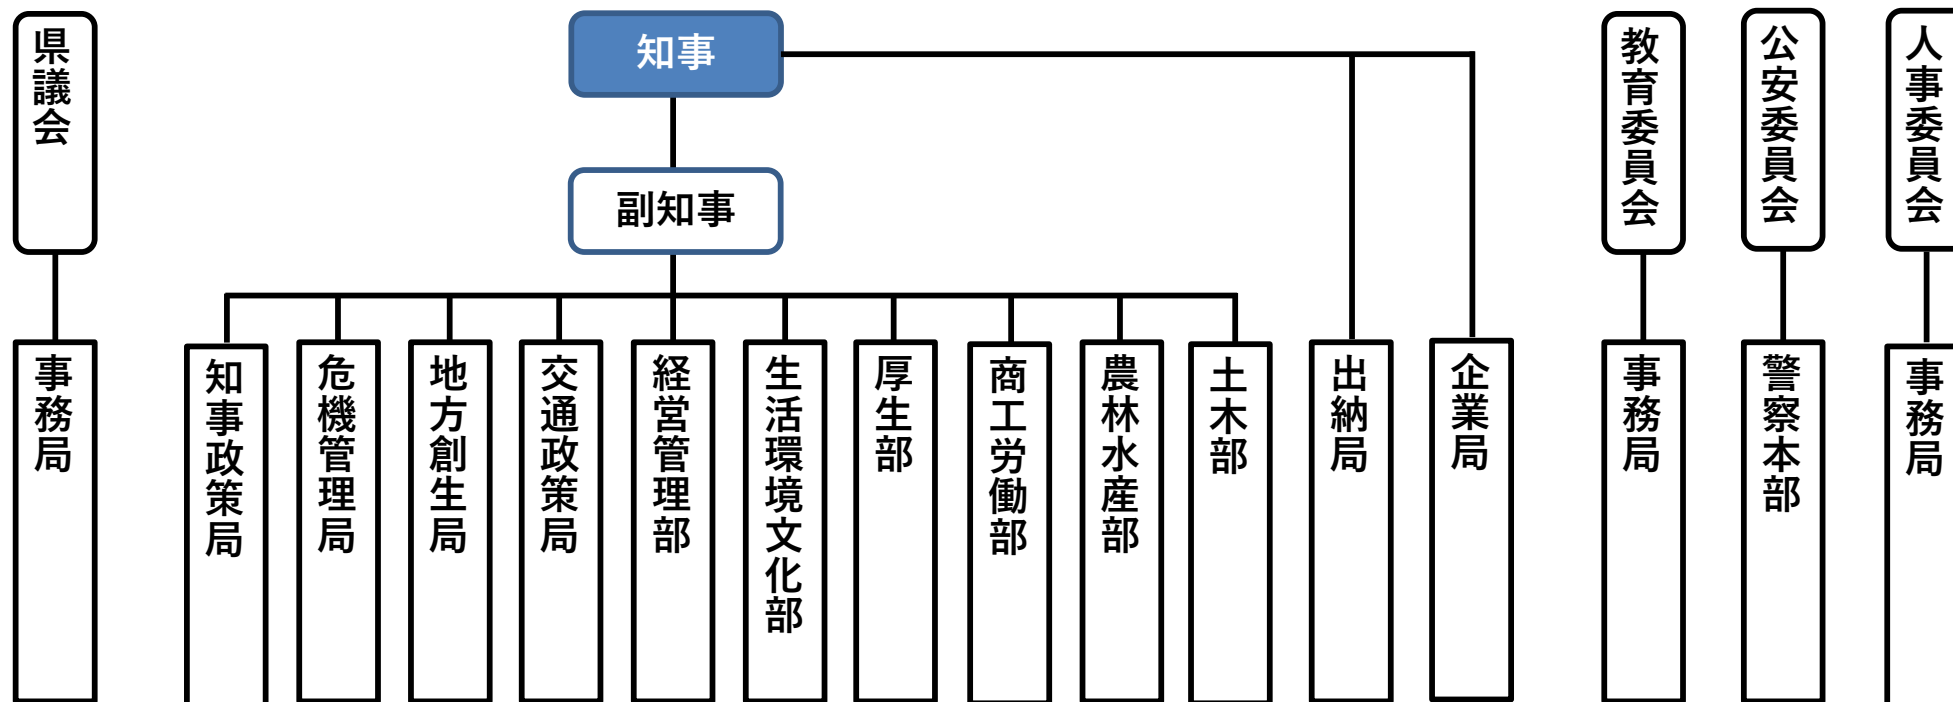 県議会
知事
教育委員会
公安委員会
人事委員会
副知事
事務局
知事政策局
危機管理局
地方創生局
交通政策局
経営管理部
生活環境文化部
厚生部
商工労働部
農林水産部
土木部
出納局
企業局
事務局
警察本部
事務局